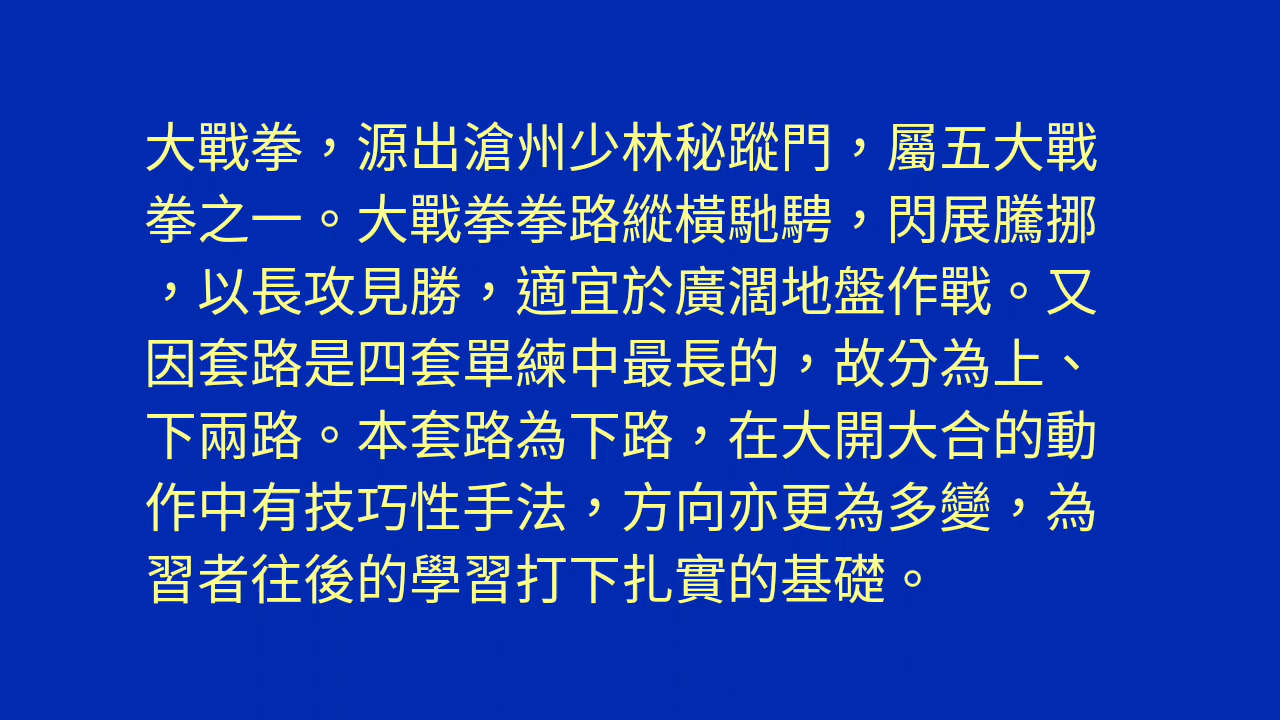 大戰拳，源出滄州少林秘蹤門，屬五大戰
拳之一。大戰拳拳路縱橫馳騁，閃展騰挪
，以長攻見勝，適宜於廣濶地盤作戰。又
因套路是四套單練中最長的，故分為上、
下兩路。本套路為下路，在大開大合的動
作中有技巧性手法，方向亦更為多變，為
習者往後的學習打下扎實的基礎。